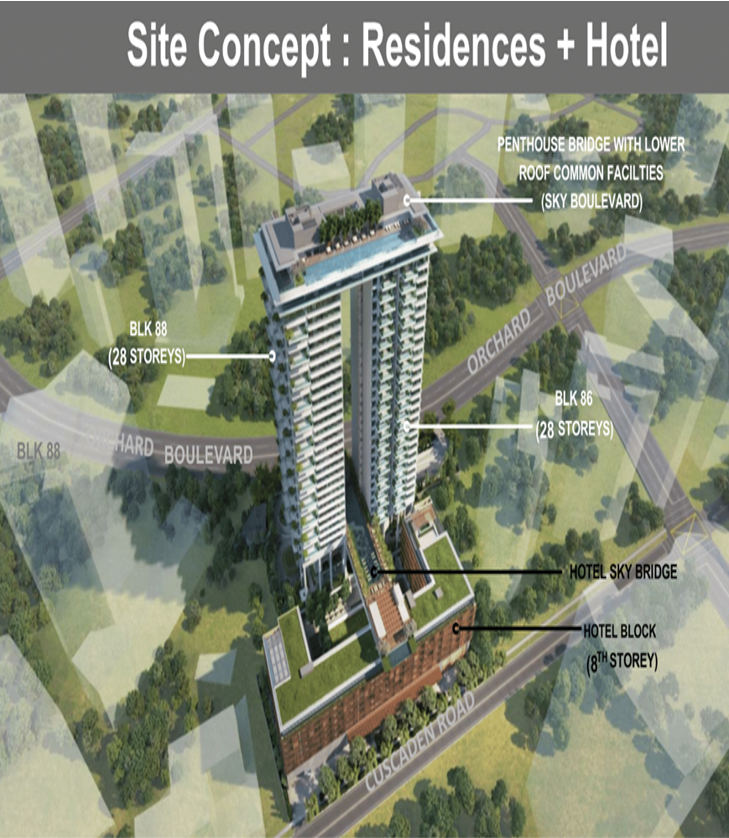 Site Concept : Residences + Hotel
PENTHOUSE BRIDGE WITH LOWER
ROOF COMMON FACILTIES
(SKY BOULEVARD)
ORCHARD BOULEVARD
BLK 88
(28 STOREYS)
BLK 86
(28 STOREYS)
BLK 88
ORCHARD BOULEVARD
HOTEL SKY BRIDGE
HOTEL BLOCK
(8TH STOREY)
CUSCADEN ROAD